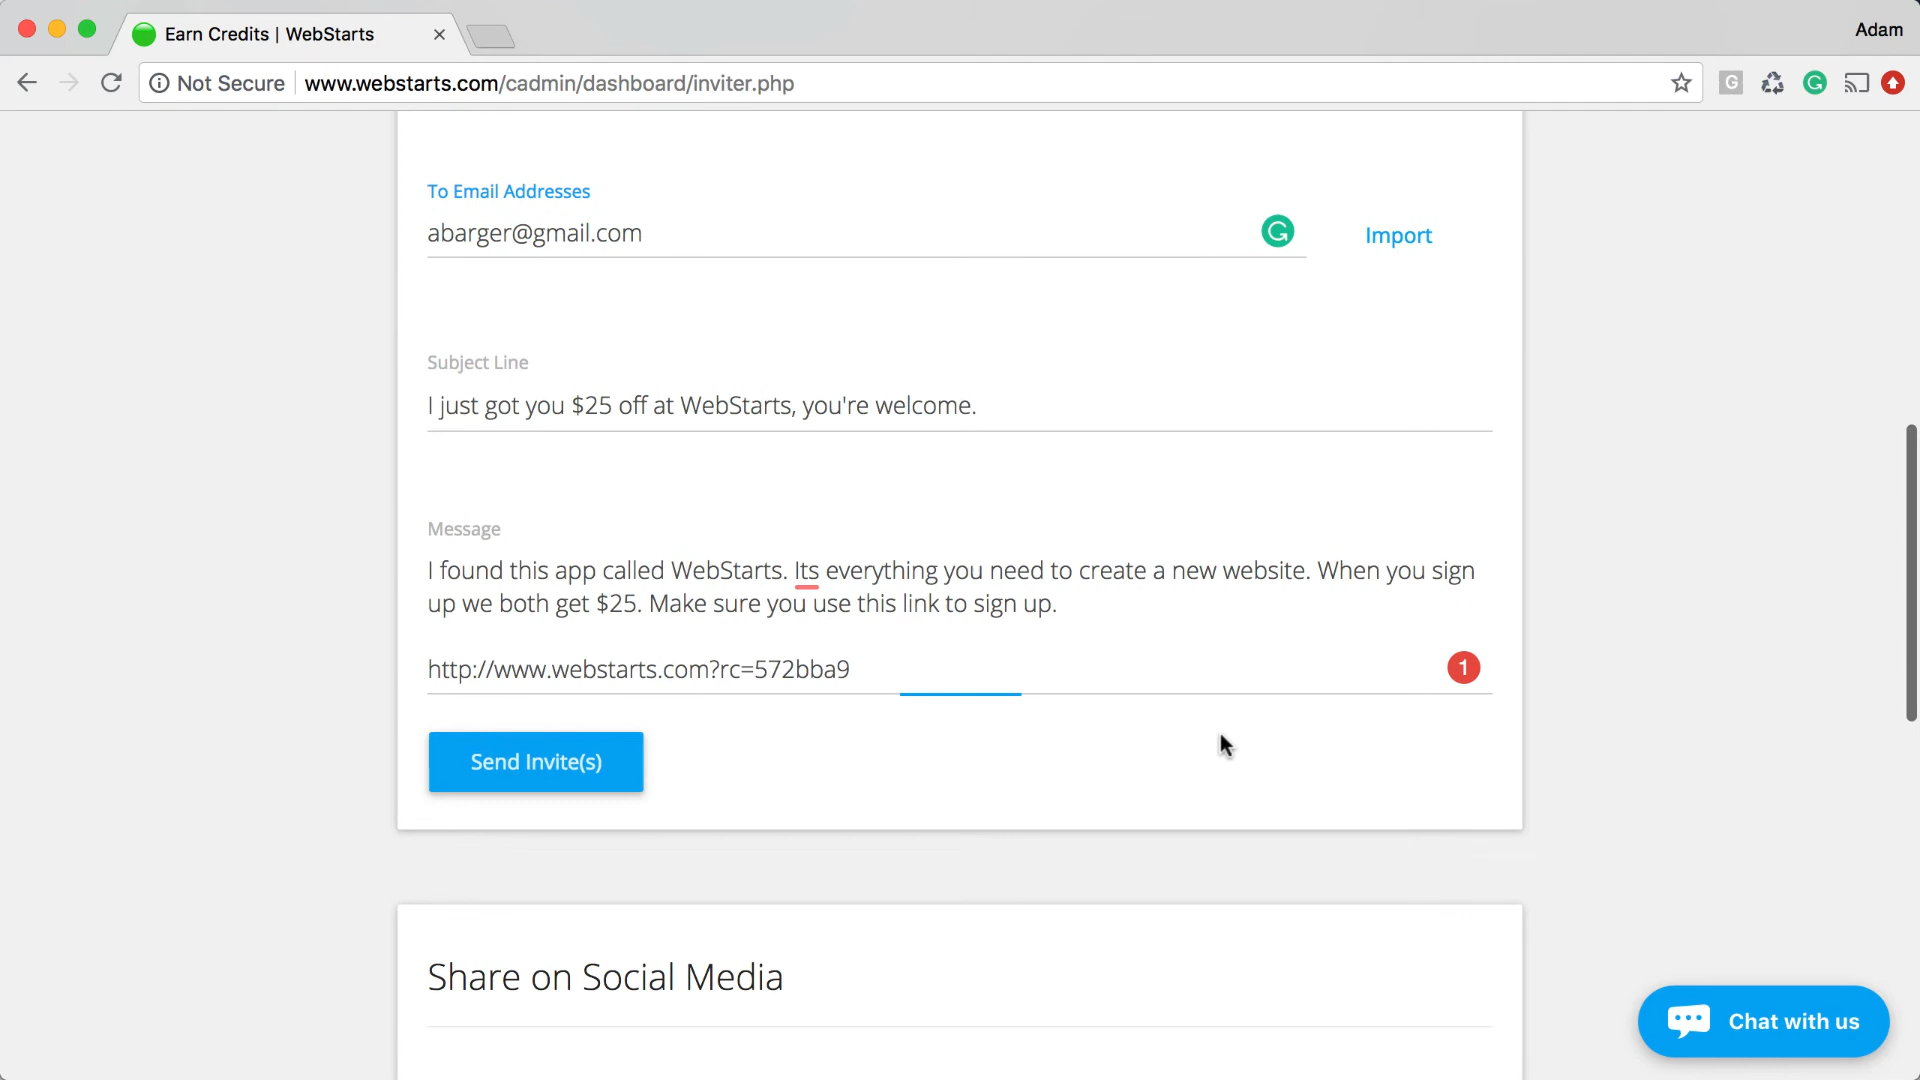 Earn Credits | WebStarts
Adam
Not Secure
www.webstarts.com/cadmin/dashboard/inviter.php
G
To Email Addresses
abarger@gmail.com
Import
Subject Line
I just got you $25 off at WebStarts, you're welcome.
Message
I found this app called WebStarts. Its everything you need to create a new website. When you sign
up we both get $25. Make sure you use this link to sign up.
http://www.webstarts.com?rc=572bba9
1
Send Invite(s)
Share on Social Media
Chat with us